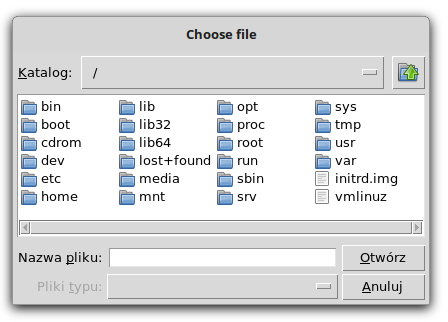 Choose file
Katalog: /
bin lib opt sys
boot lib32 proc tmp
cdrom lib64 root usr
dev lost+found run var
etc media sbin initrd.img
home mnt srv vmlinuz
Nazwa pliku: Otwórz
Pliki typu: Anuluj